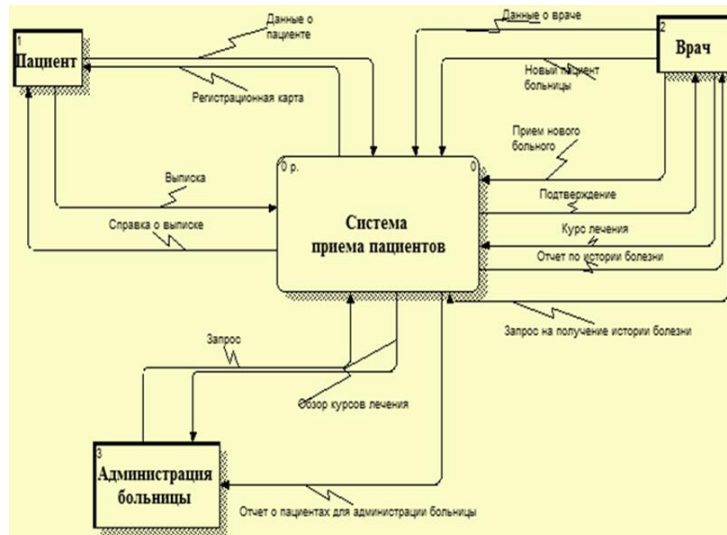 Данные о
пациенте
Данные о враче
1
Пациент
2
Врач
Регистрационная карта
Новый пациент
больницы
Прием нового
больного
0 р.
0
Выписка
Подтверждение
Справка о выписке
Система
приема пациентов
Курс лечения
Отчет по истории болезни
Запрос
Запрос на получение истории болезни
Обзор курсов лечения
3
Администрация
больницы
Отчет о пациентах для администрации больницы